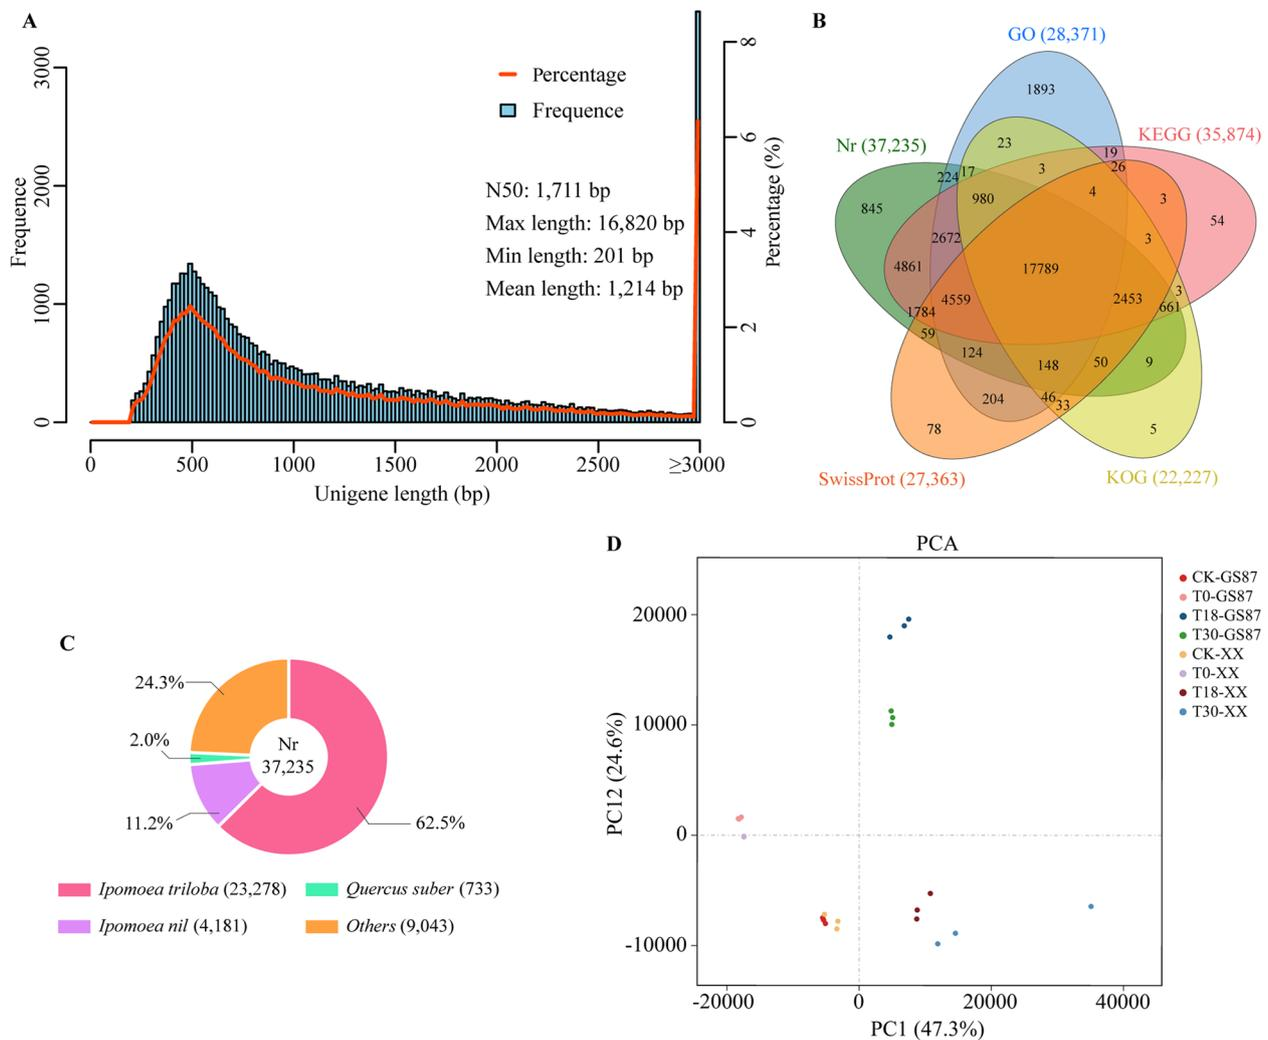 A
Percentage
Frequence
N50: 1,711 bp
Max length: 16,820 bp
Min length: 201 bp
Mean length: 1,214 bp
Frequence
0
1000
2000
3000
0
2
4
6
8
Percentage (%)
0
500
1000
1500
2000
2500
≥3000
Unigene length (bp)
B
GO (28,371)
KEGG (35,874)
Nr (37,235)
SwissProt (27,363)
KOG (22,227)
1893
23
19
224
17
3
26
845
980
4
3
54
2672
3
4861
17789
4559
2453
3
661
1784
59
124
148
50
9
204
46
33
78
5
C
24.3%
2.0%
11.2%
62.5%
Nr
37,235
Ipomoea triloba (23,278)
Quercus suber (733)
Ipomoea nil (4,181)
Others (9,043)
D
PCA
PC12 (24.6%)
20000
10000
0
-10000
-20000
0
20000
40000
PC1 (47.3%)
CK-GS87
T0-GS87
T18-GS87
T30-GS87
CK-XX
T0-XX
T18-XX
T30-XX